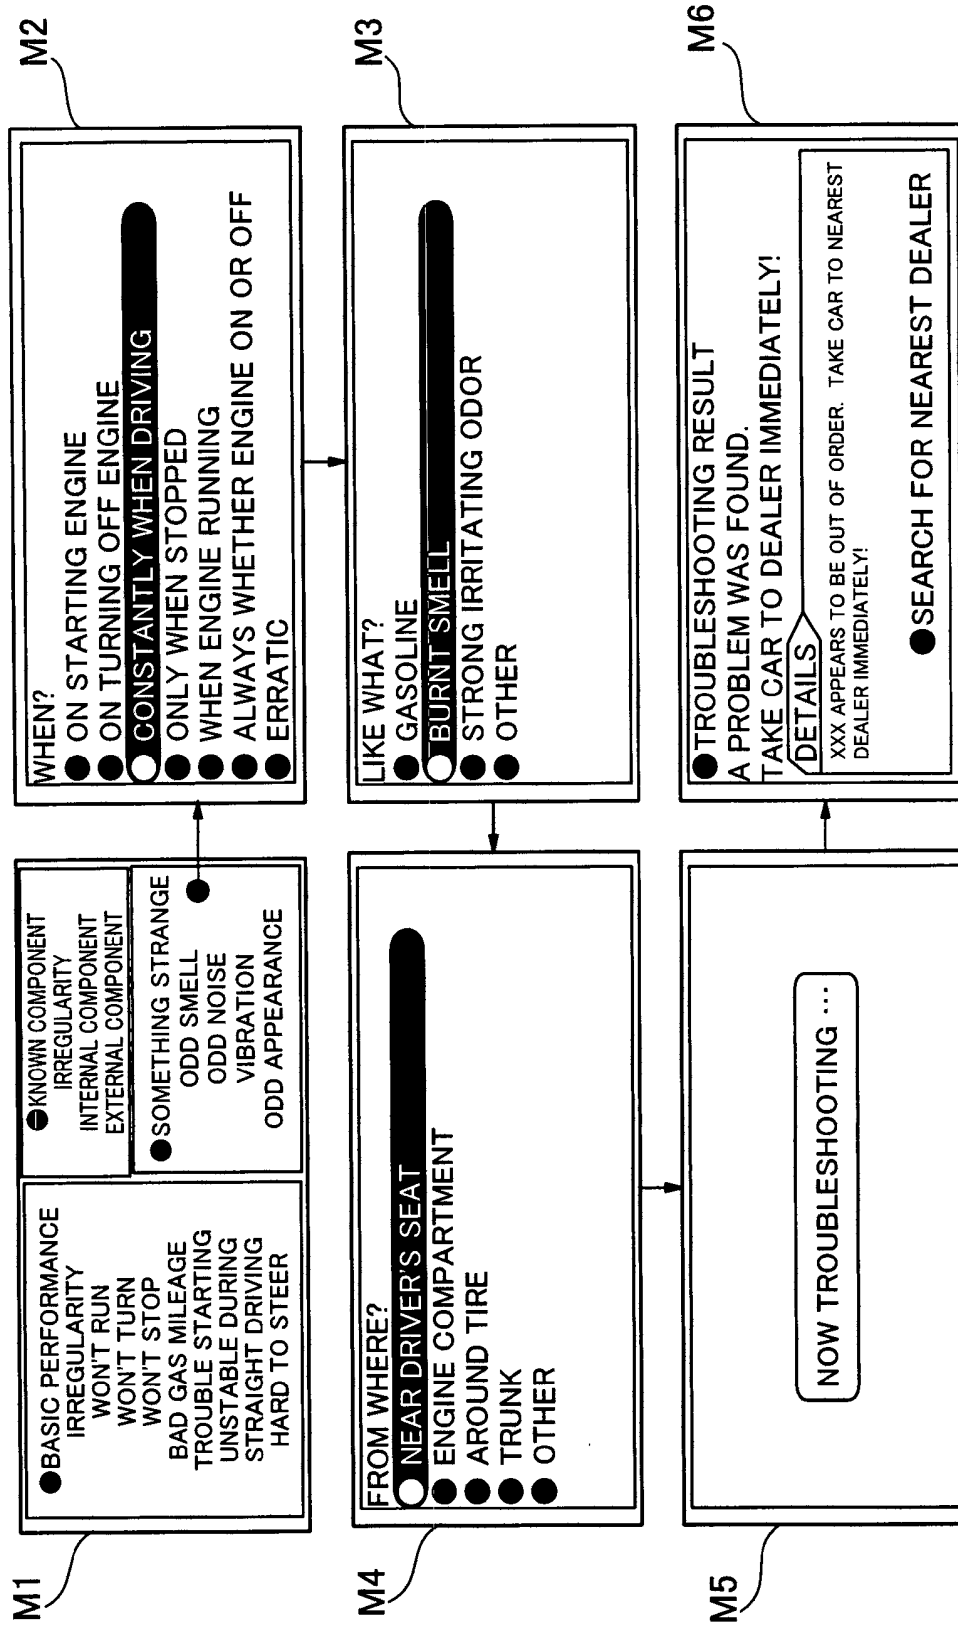 M1
●BASIC PERFORMANCE
IRREGULARITY
WON'T RUN
WON'T TURN
WON'T STOP
BAD GAS MILEAGE
TROUBLE STARTING
UNSTABLE DURING
STRAIGHT DRIVING
HARD TO STEER
●KNOWN COMPONENT
IRREGULARITY
INTERNAL COMPONENT
EXTERNAL COMPONENT
●SOMETHING STRANGE
ODD SMELL
ODD NOISE
VIBRATION
ODD APPEARANCE
M2
WHEN?
● ON STARTING ENGINE
● ON TURNING OFF ENGINE
○ CONSTANTLY WHEN DRIVING
● ONLY WHEN STOPPED
● WHEN ENGINE RUNNING
● ALWAYS WHETHER ENGINE ON OR OFF
● ERRATIC
M3
LIKE WHAT?
● GASOLINE
○ BURNT SMELL
● STRONG IRRITATING ODOR
● OTHER
M4
FROM WHERE?
○ NEAR DRIVER'S SEAT
● ENGINE COMPARTMENT
● AROUND TIRE
● TRUNK
● OTHER
M5
NOW TROUBLESHOOTING ···
M6
●TROUBLESHOOTING RESULT
A PROBLEM WAS FOUND.
TAKE CAR TO DEALER IMMEDIATELY!
DETAILS
XXX APPEARS TO BE OUT OF ORDER. TAKE CAR TO NEAREST
DEALER IMMEDIATELY!
●SEARCH FOR NEAREST DEALER